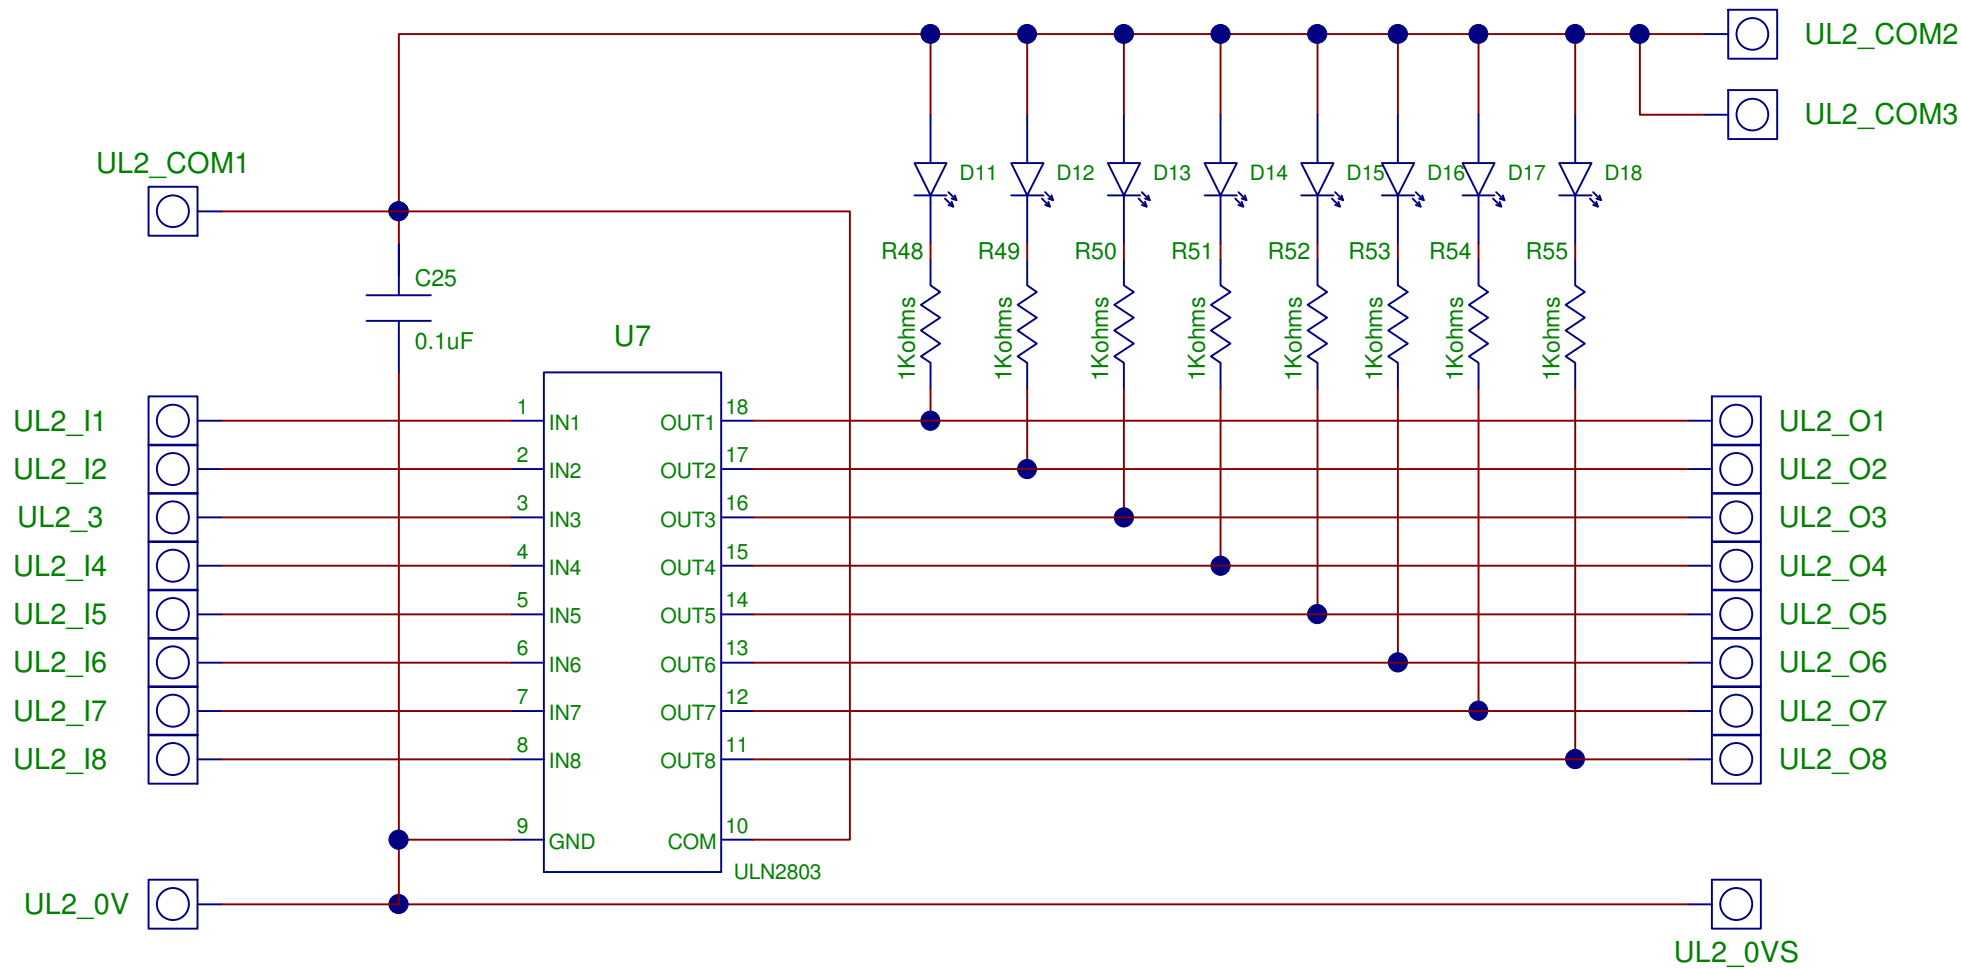 UL2_COM2
UL2_COM3
UL2_COM1
D11 D12 D13 D14 D15 D16 D17 D18
R48 R49 R50 R51 R52 R53 R54 R55
C25
0.1uF
1Kohms 1Kohms 1Kohms 1Kohms 1Kohms 1Kohms 1Kohms 1Kohms
U7
UL2_I1 1 IN1 OUT1 18 UL2_O1
UL2_I2 2 IN2 OUT2 17 UL2_O2
UL2_3 3 IN3 OUT3 16 UL2_O3
UL2_I4 4 IN4 OUT4 15 UL2_O4
UL2_I5 5 IN5 OUT5 14 UL2_O5
UL2_I6 6 IN6 OUT6 13 UL2_O6
UL2_I7 7 IN7 OUT7 12 UL2_O7
UL2_I8 8 IN8 OUT8 11 UL2_O8
9 GND COM 10
ULN2803
UL2_0V
UL2_0VS